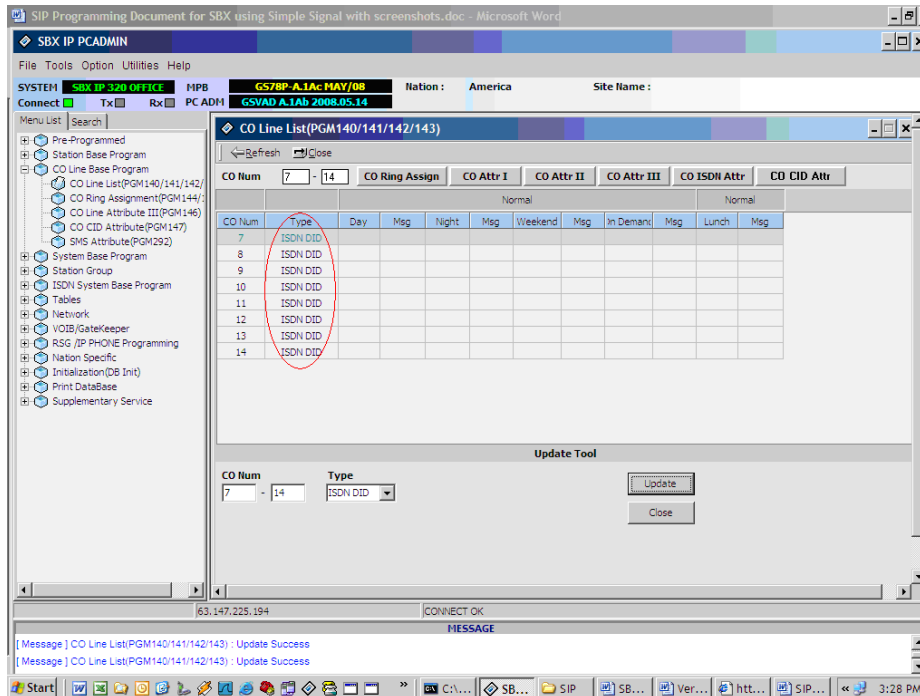 SIP Programming Document for SBX using Simple Signal with screenshots.doc - Microsoft Word
SBX IP PCADMIN
File Tools Option Utilities Help
SYSTEM SBX IP 320 OFFICE MPB GS78P-A.1Ac MAY/08 Nation : America Site Name :
Connect Tx Rx PC ADM GSVAD A.1Ab 2008.05.14
Menu List Search
Pre-Programmed
Station Base Program
CO Line Base Program
CO Line List(PGM140/141/142/
CO Ring Assignment(PGM144/:
CO Line Attribute III(PGM146)
CO CID Attribute(PGM147)
SMS Attribute(PGM292)
System Base Program
Station Group
ISDN System Base Program
Tables
Network
VOIB/GateKeeper
RSG /IP PHONE Programming
Nation Specific
Initialization(DB Init)
Print DataBase
Supplementary Service
CO Line List(PGM140/141/142/143)
Refresh Close
CO Num 7 - 14 CO Ring Assign CO Attr I CO Attr II CO Attr III CO ISDN Attr CO CID Attr
Normal Normal
CO Num Type Day Msg Night Msg Weekend Msg In Demand Msg Lunch Msg
7 ISDN DID
8 ISDN DID
9 ISDN DID
10 ISDN DID
11 ISDN DID
12 ISDN DID
13 ISDN DID
14 ISDN DID
Update Tool
CO Num Type
7 - 14 ISDN DID
Update
Close
63.147.225.194 CONNECT OK
MESSAGE
[ Message ] CO Line List(PGM140/141/142/143) : Update Success
[ Message ] CO Line List(PGM140/141/142/143) : Update Success
Start » C:\... SB... SIP SB... Ver... htt... SIP... « 3:28 PM